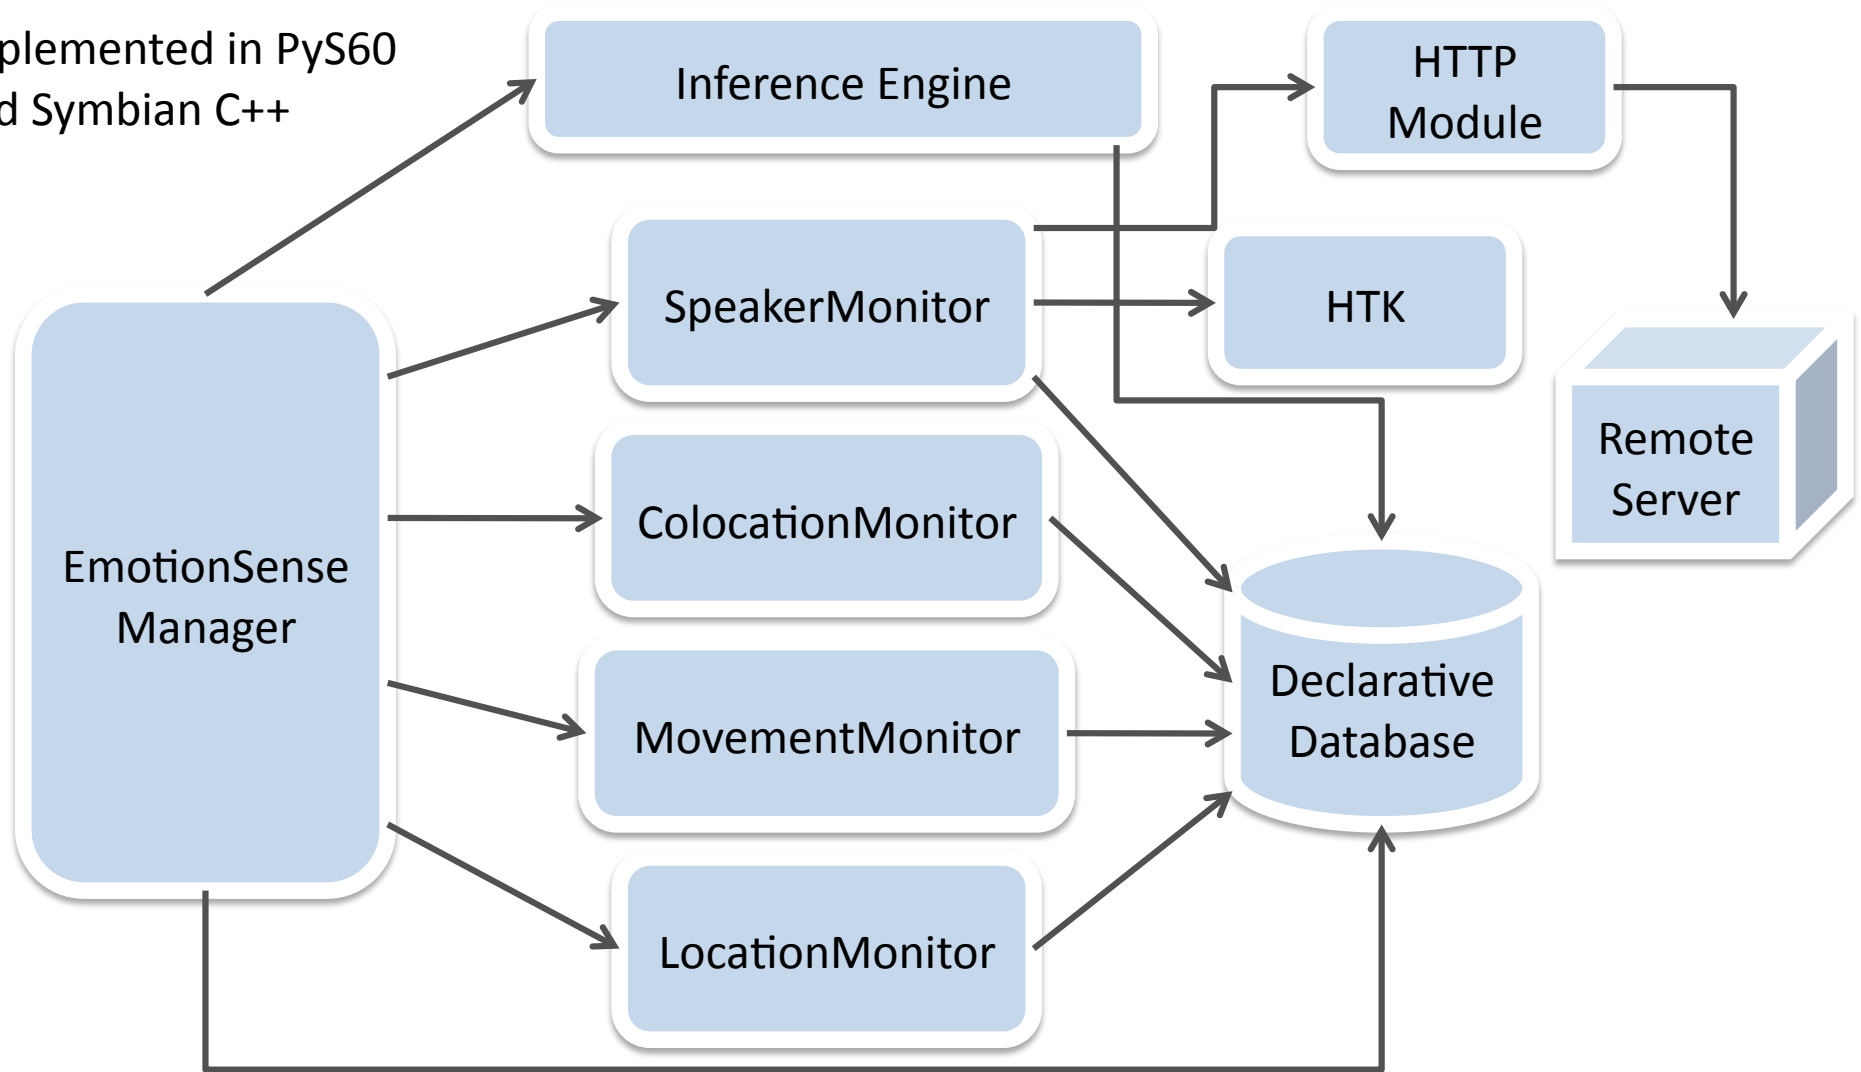 plemented in PyS60
d Symbian C++
Inference Engine
HTTP
Module
SpeakerMonitor
HTK
Remote
Server
ColocationMonitor
EmotionSense
Manager
Declarative
Database
MovementMonitor
LocationMonitor